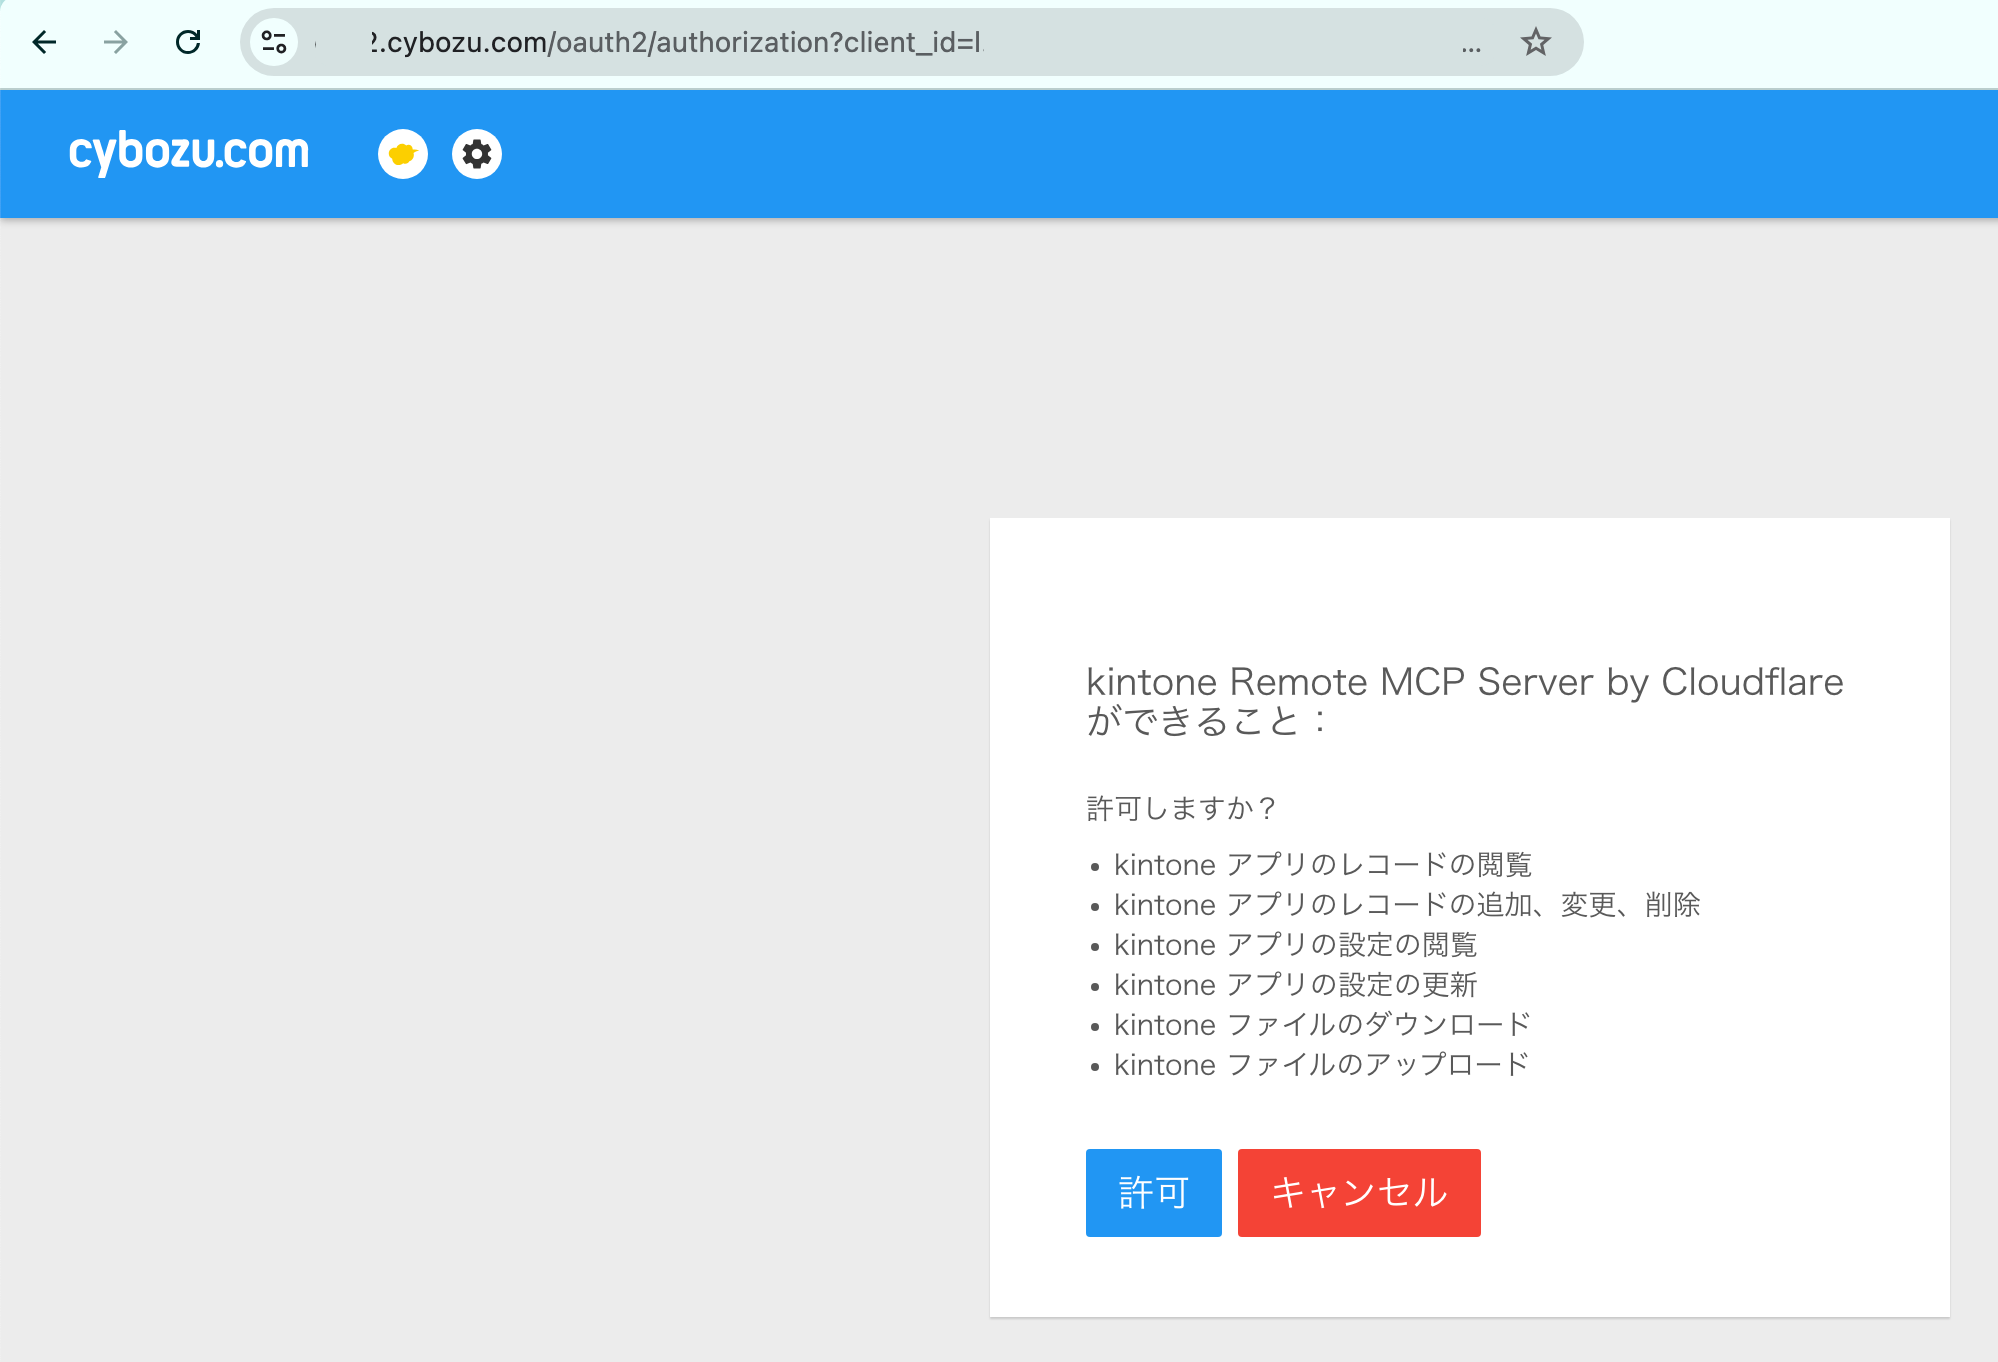 .cybozu.com/oauth2/authorization?client_id=l
...
cybozu.com
kintone Remote MCP Server by Cloudflare
ができること：
許可しますか？
• kintone アプリのレコードの閲覧
• kintone アプリのレコードの追加、変更、削除
• kintone アプリの設定の閲覧
• kintone アプリの設定の更新
• kintone ファイルのダウンロード
• kintone ファイルのアップロード
許可 キャンセル